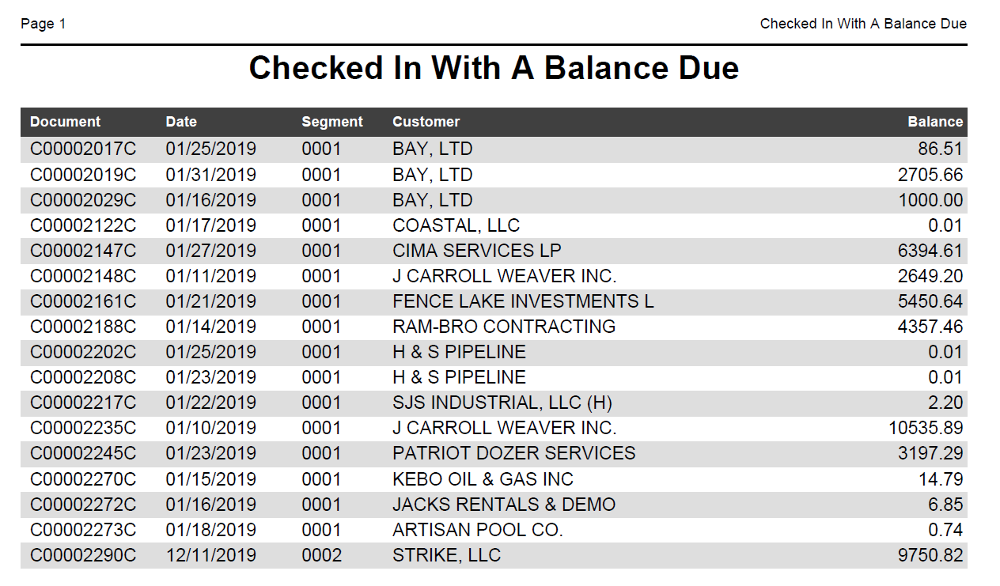 Page 1 Checked In With A Balance Due
Checked In With A Balance Due
Document Date Segment Customer Balance
C00002017C 01/25/2019 0001 BAY, LTD 86.51
C00002019C 01/31/2019 0001 BAY, LTD 2705.66
C00002029C 01/16/2019 0001 BAY, LTD 1000.00
C00002122C 01/17/2019 0001 COASTAL, LLC 0.01
C00002147C 01/27/2019 0001 CIMA SERVICES LP 6394.61
C00002148C 01/11/2019 0001 J CARROLL WEAVER INC. 2649.20
C00002161C 01/21/2019 0001 FENCE LAKE INVESTMENTS L 5450.64
C00002188C 01/14/2019 0001 RAM-BRO CONTRACTING 4357.46
C00002202C 01/25/2019 0001 H & S PIPELINE 0.01
C00002208C 01/23/2019 0001 H & S PIPELINE 0.01
C00002217C 01/22/2019 0001 SJS INDUSTRIAL, LLC (H) 2.20
C00002235C 01/10/2019 0001 J CARROLL WEAVER INC. 10535.89
C00002245C 01/23/2019 0001 PATRIOT DOZER SERVICES 3197.29
C00002270C 01/15/2019 0001 KEBO OIL & GAS INC 14.79
C00002272C 01/16/2019 0001 JACKS RENTALS & DEMO 6.85
C00002273C 01/18/2019 0001 ARTISAN POOL CO. 0.74
C00002290C 12/11/2019 0002 STRIKE, LLC 9750.82